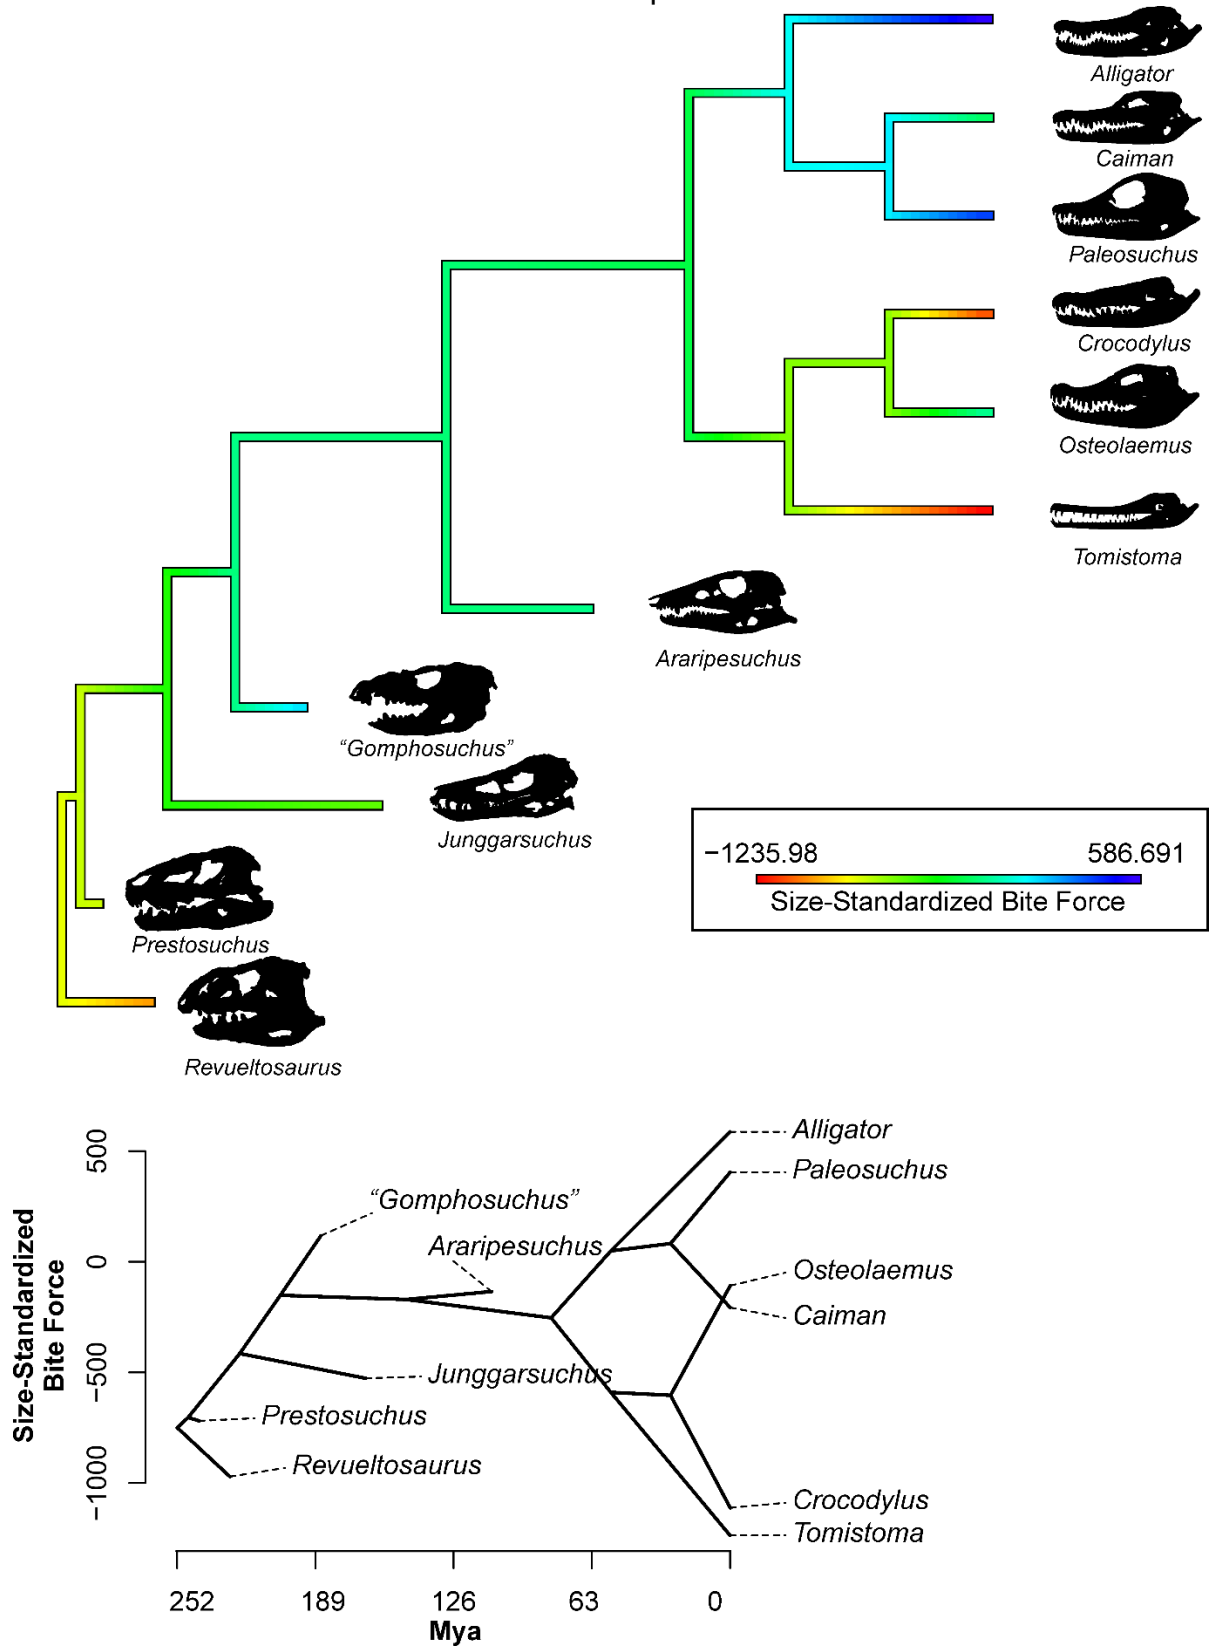 Alligator
Caiman
Paleosuchus
Crocodylus
Osteolaemus
Tomistoma
Araripesuchus
“Gomphosuchus”
Junggarsuchus
−1235.98 586.691
Size-Standardized Bite Force
Prestosuchus
Revueltosaurus
Alligator
Paleosuchus
“Gomphosuchus”
Araripesuchus
Osteolaemus
Caiman
Junggarsuchus
Prestosuchus
Revueltosaurus
Crocodylus
Tomistoma
500
0
−500
−1000
Size-Standardized
Bite Force
252 189 126 63 0
Mya